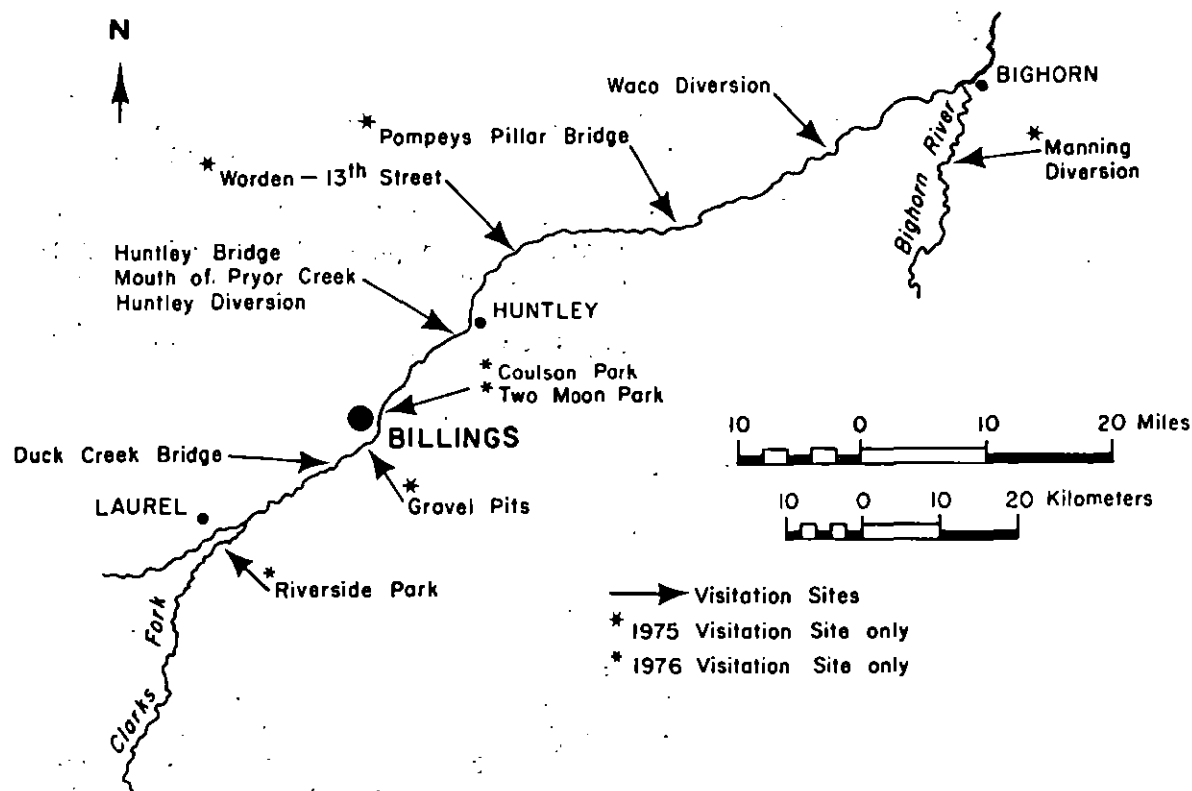 N
BIGHORN
Waco Diversion
* Pompeys Pillar Bridge
* Manning
Diversion
Bighorn River
* Worden – 13th Street
Huntley Bridge
Mouth of Pryor Creek
Huntley Diversion
HUNTLEY
* Coulson Park
* Two Moon Park
BILLINGS
Duck Creek Bridge
LAUREL
* Gravel Pits
* Riverside Park
Clarks Fork
10 0 10 20 Miles
10 0 10 20 Kilometers
Visitation Sites
* 1975 Visitation Site only
* 1976 Visitation Site only